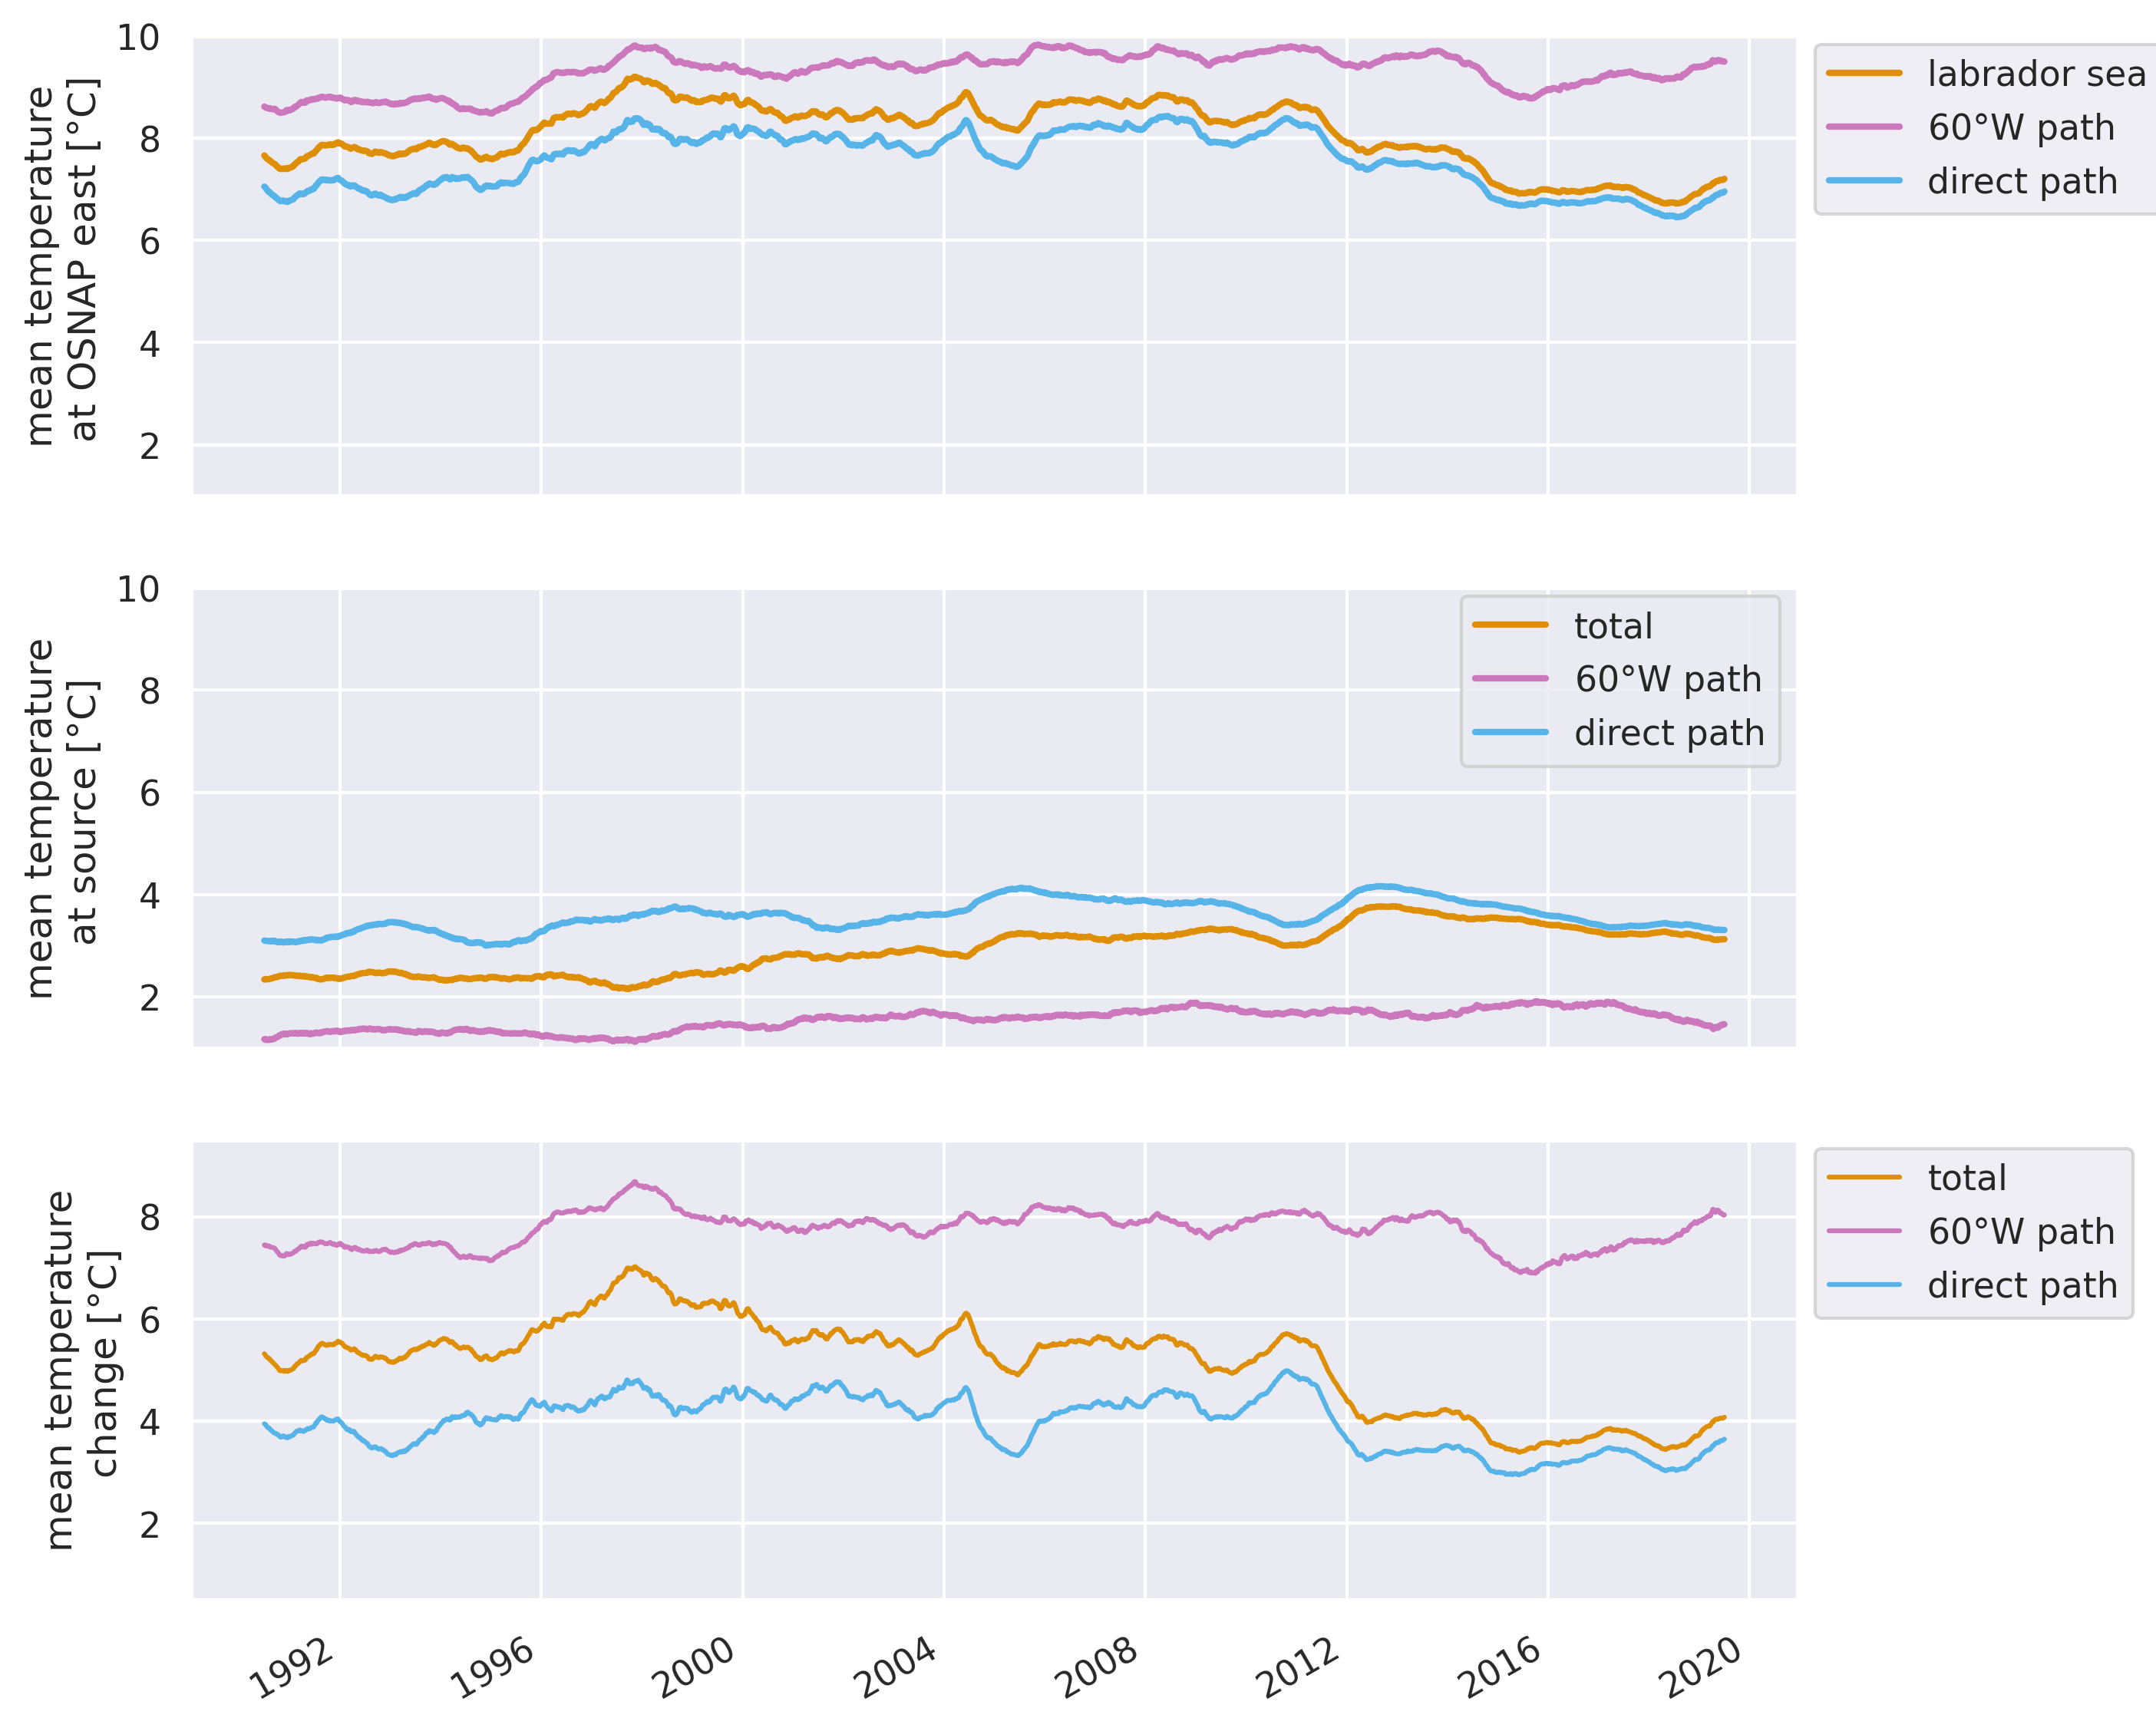 mean temperature
at OSNAP east [°C]
10
8
6
4
2
labrador sea
60°W path
direct path
mean temperature
at source [°C]
10
8
6
4
2
total
60°W path
direct path
mean temperature
change [°C]
8
6
4
2
total
60°W path
direct path
1992
1996
2000
2004
2008
2012
2016
2020